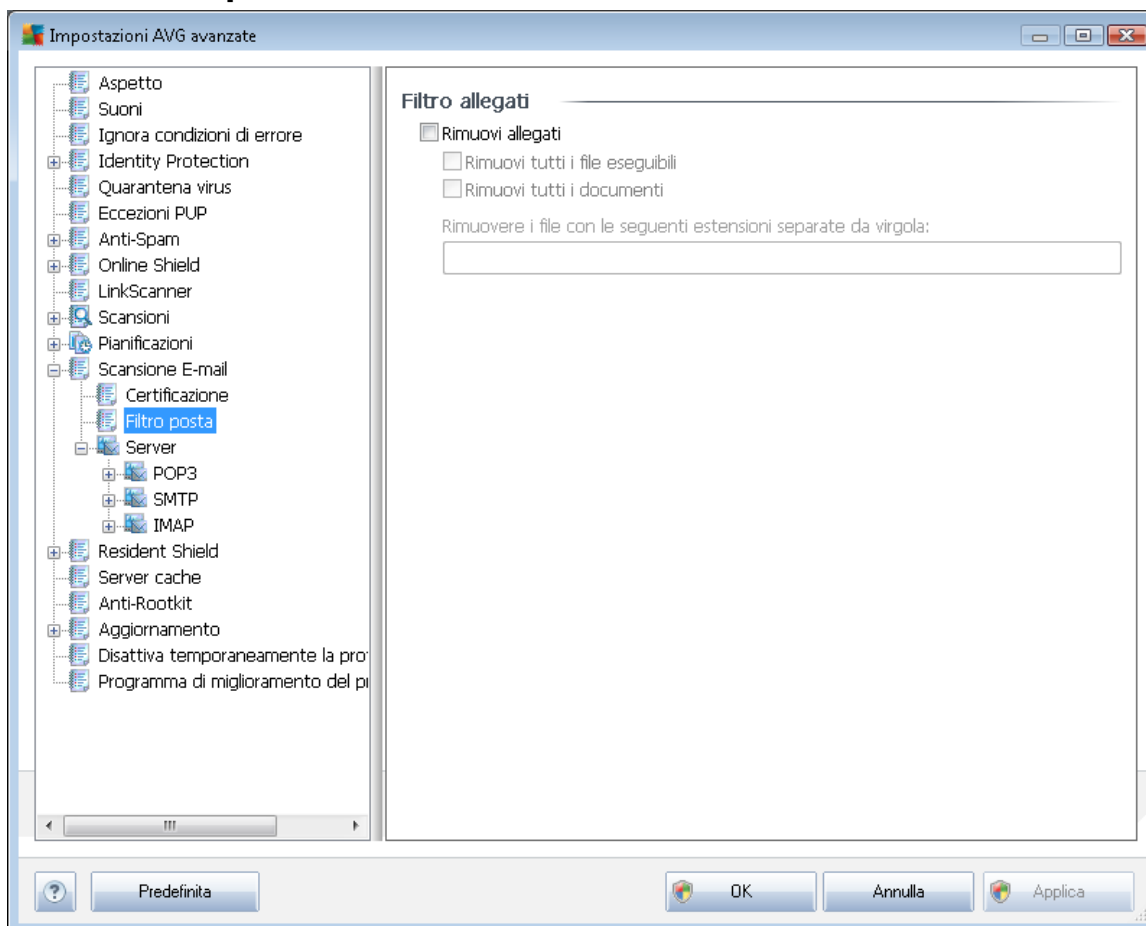 Impostazioni AVG avanzate
Aspetto
Suoni
Ignora condizioni di errore
Identity Protection
Quarantena virus
Eccezioni PUP
Anti-Spam
Online Shield
LinkScanner
Scansioni
Pianificazioni
Scansione E-mail
Certificazione
Filtro posta
Server
POP3
SMTP
IMAP
Resident Shield
Server cache
Anti-Rootkit
Aggiornamento
Disattiva temporaneamente la pro
Programma di miglioramento del p
Filtro allegati
Rimuovi allegati
Rimuovi tutti i file eseguibili
Rimuovi tutti i documenti
Rimuovere i file con le seguenti estensioni separate da virgola:
Predefinita
OK
Annulla
Applica